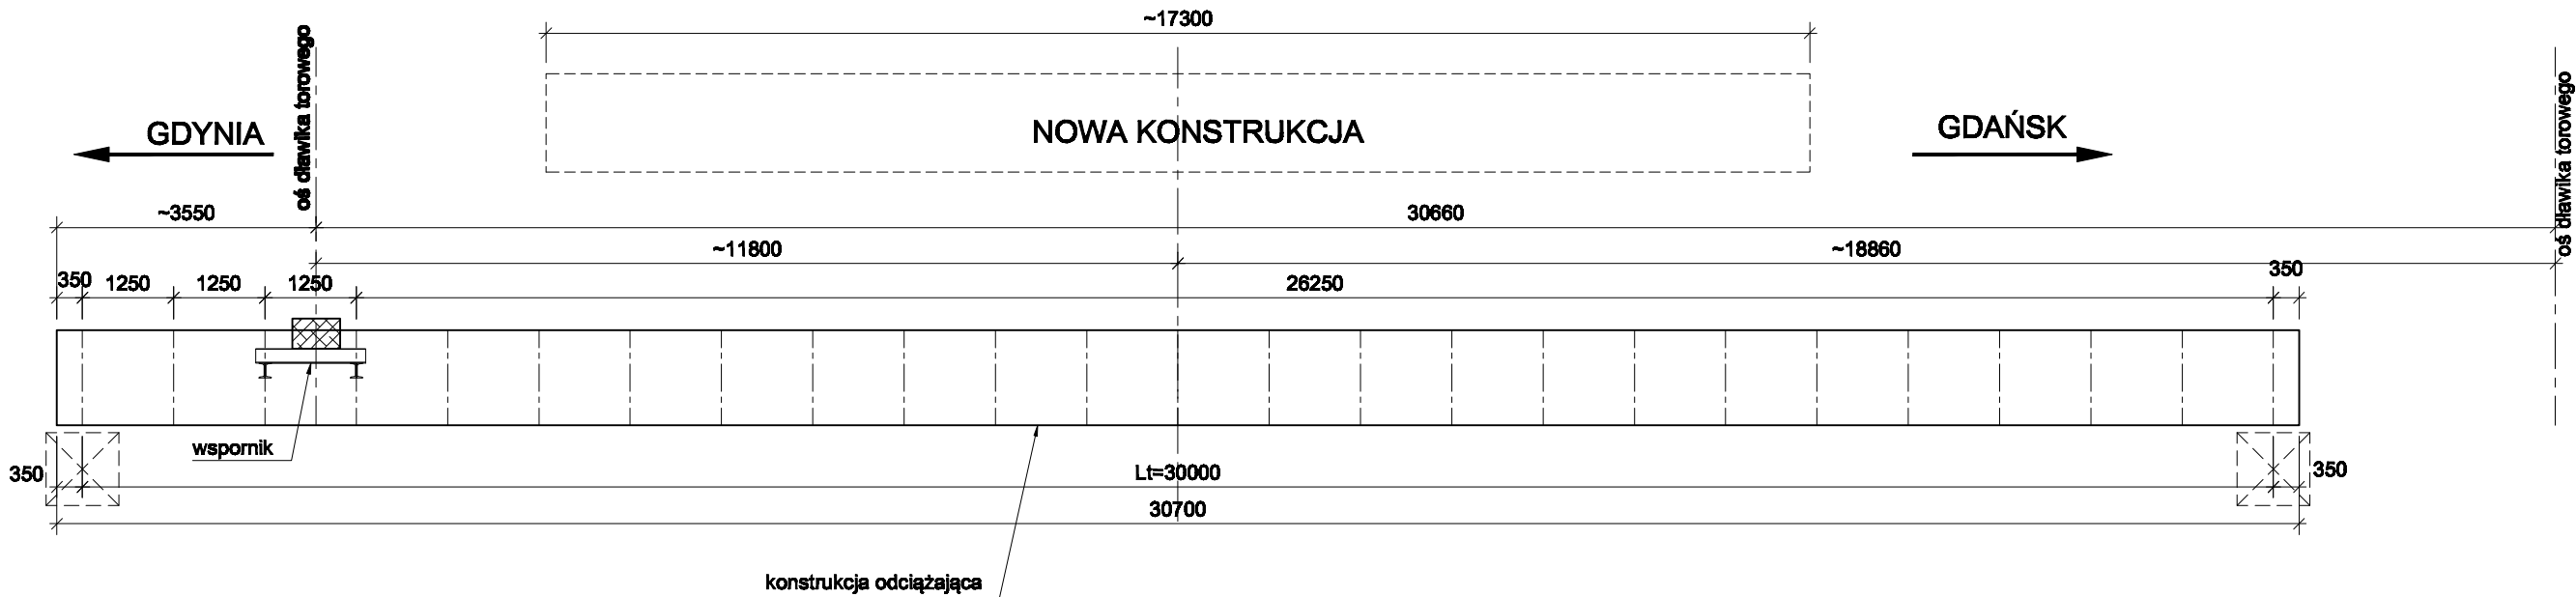 ~17300
oś dławika torowego
GDYNIA
NOWA KONSTRUKCJA
GDAŃSK
oś dławika torowego
~3550
30660
~11800
~18860
350
1250
1250
1250
26250
350
wspornik
350
Lt=30000
350
30700
konstrukcja odciążająca